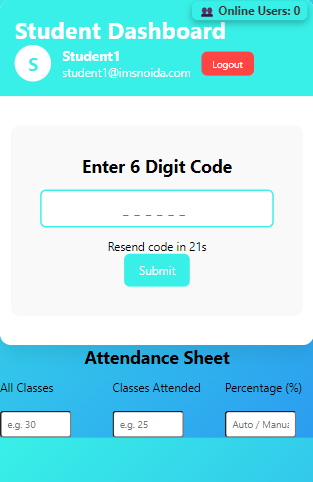 Online Users: 0
Student Dashboard
S
Student1
student1@imsnoida.com
Logout
Enter 6 Digit Code
_ _ _ _ _ _
Resend code in 21s
Submit
Attendance Sheet
All Classes Classes Attended Percentage (%)
e.g. 30 e.g. 25 Auto / Manua